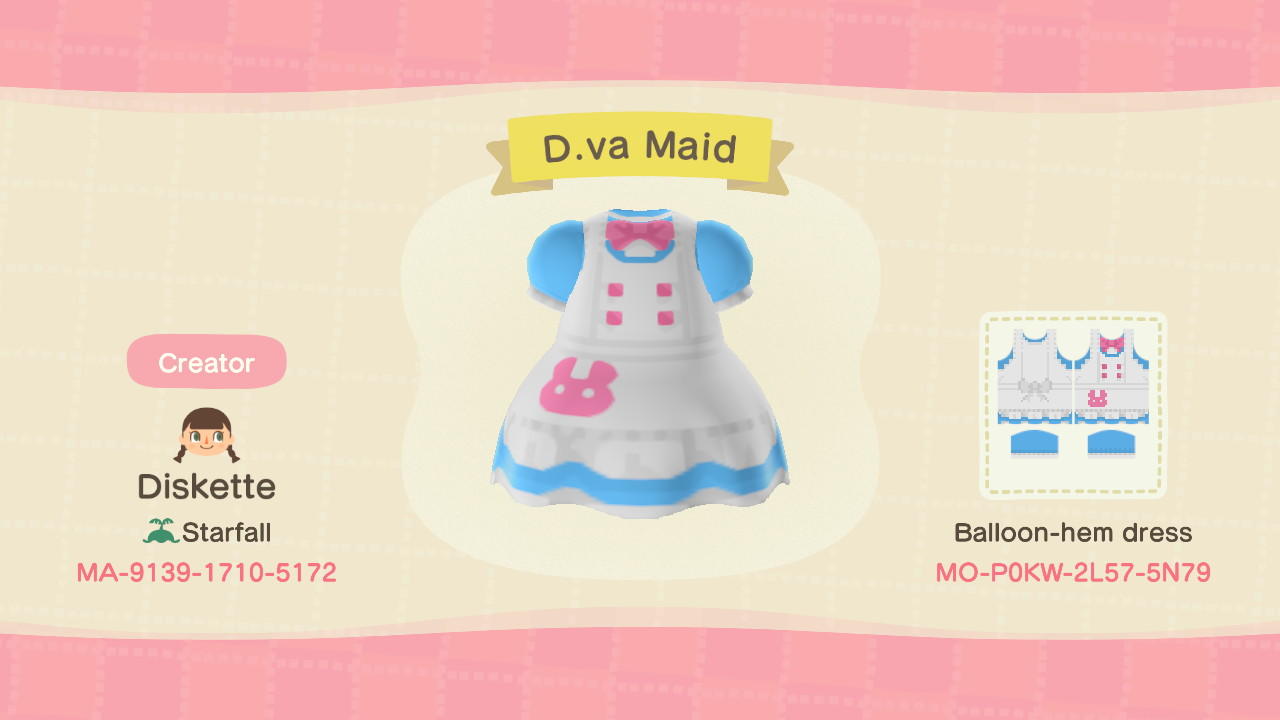 D.va Maid
Creator
Diskette
Starfall
MA-9139-1710-5172
Balloon-hem dress
MO-P0KW-2L57-5N79